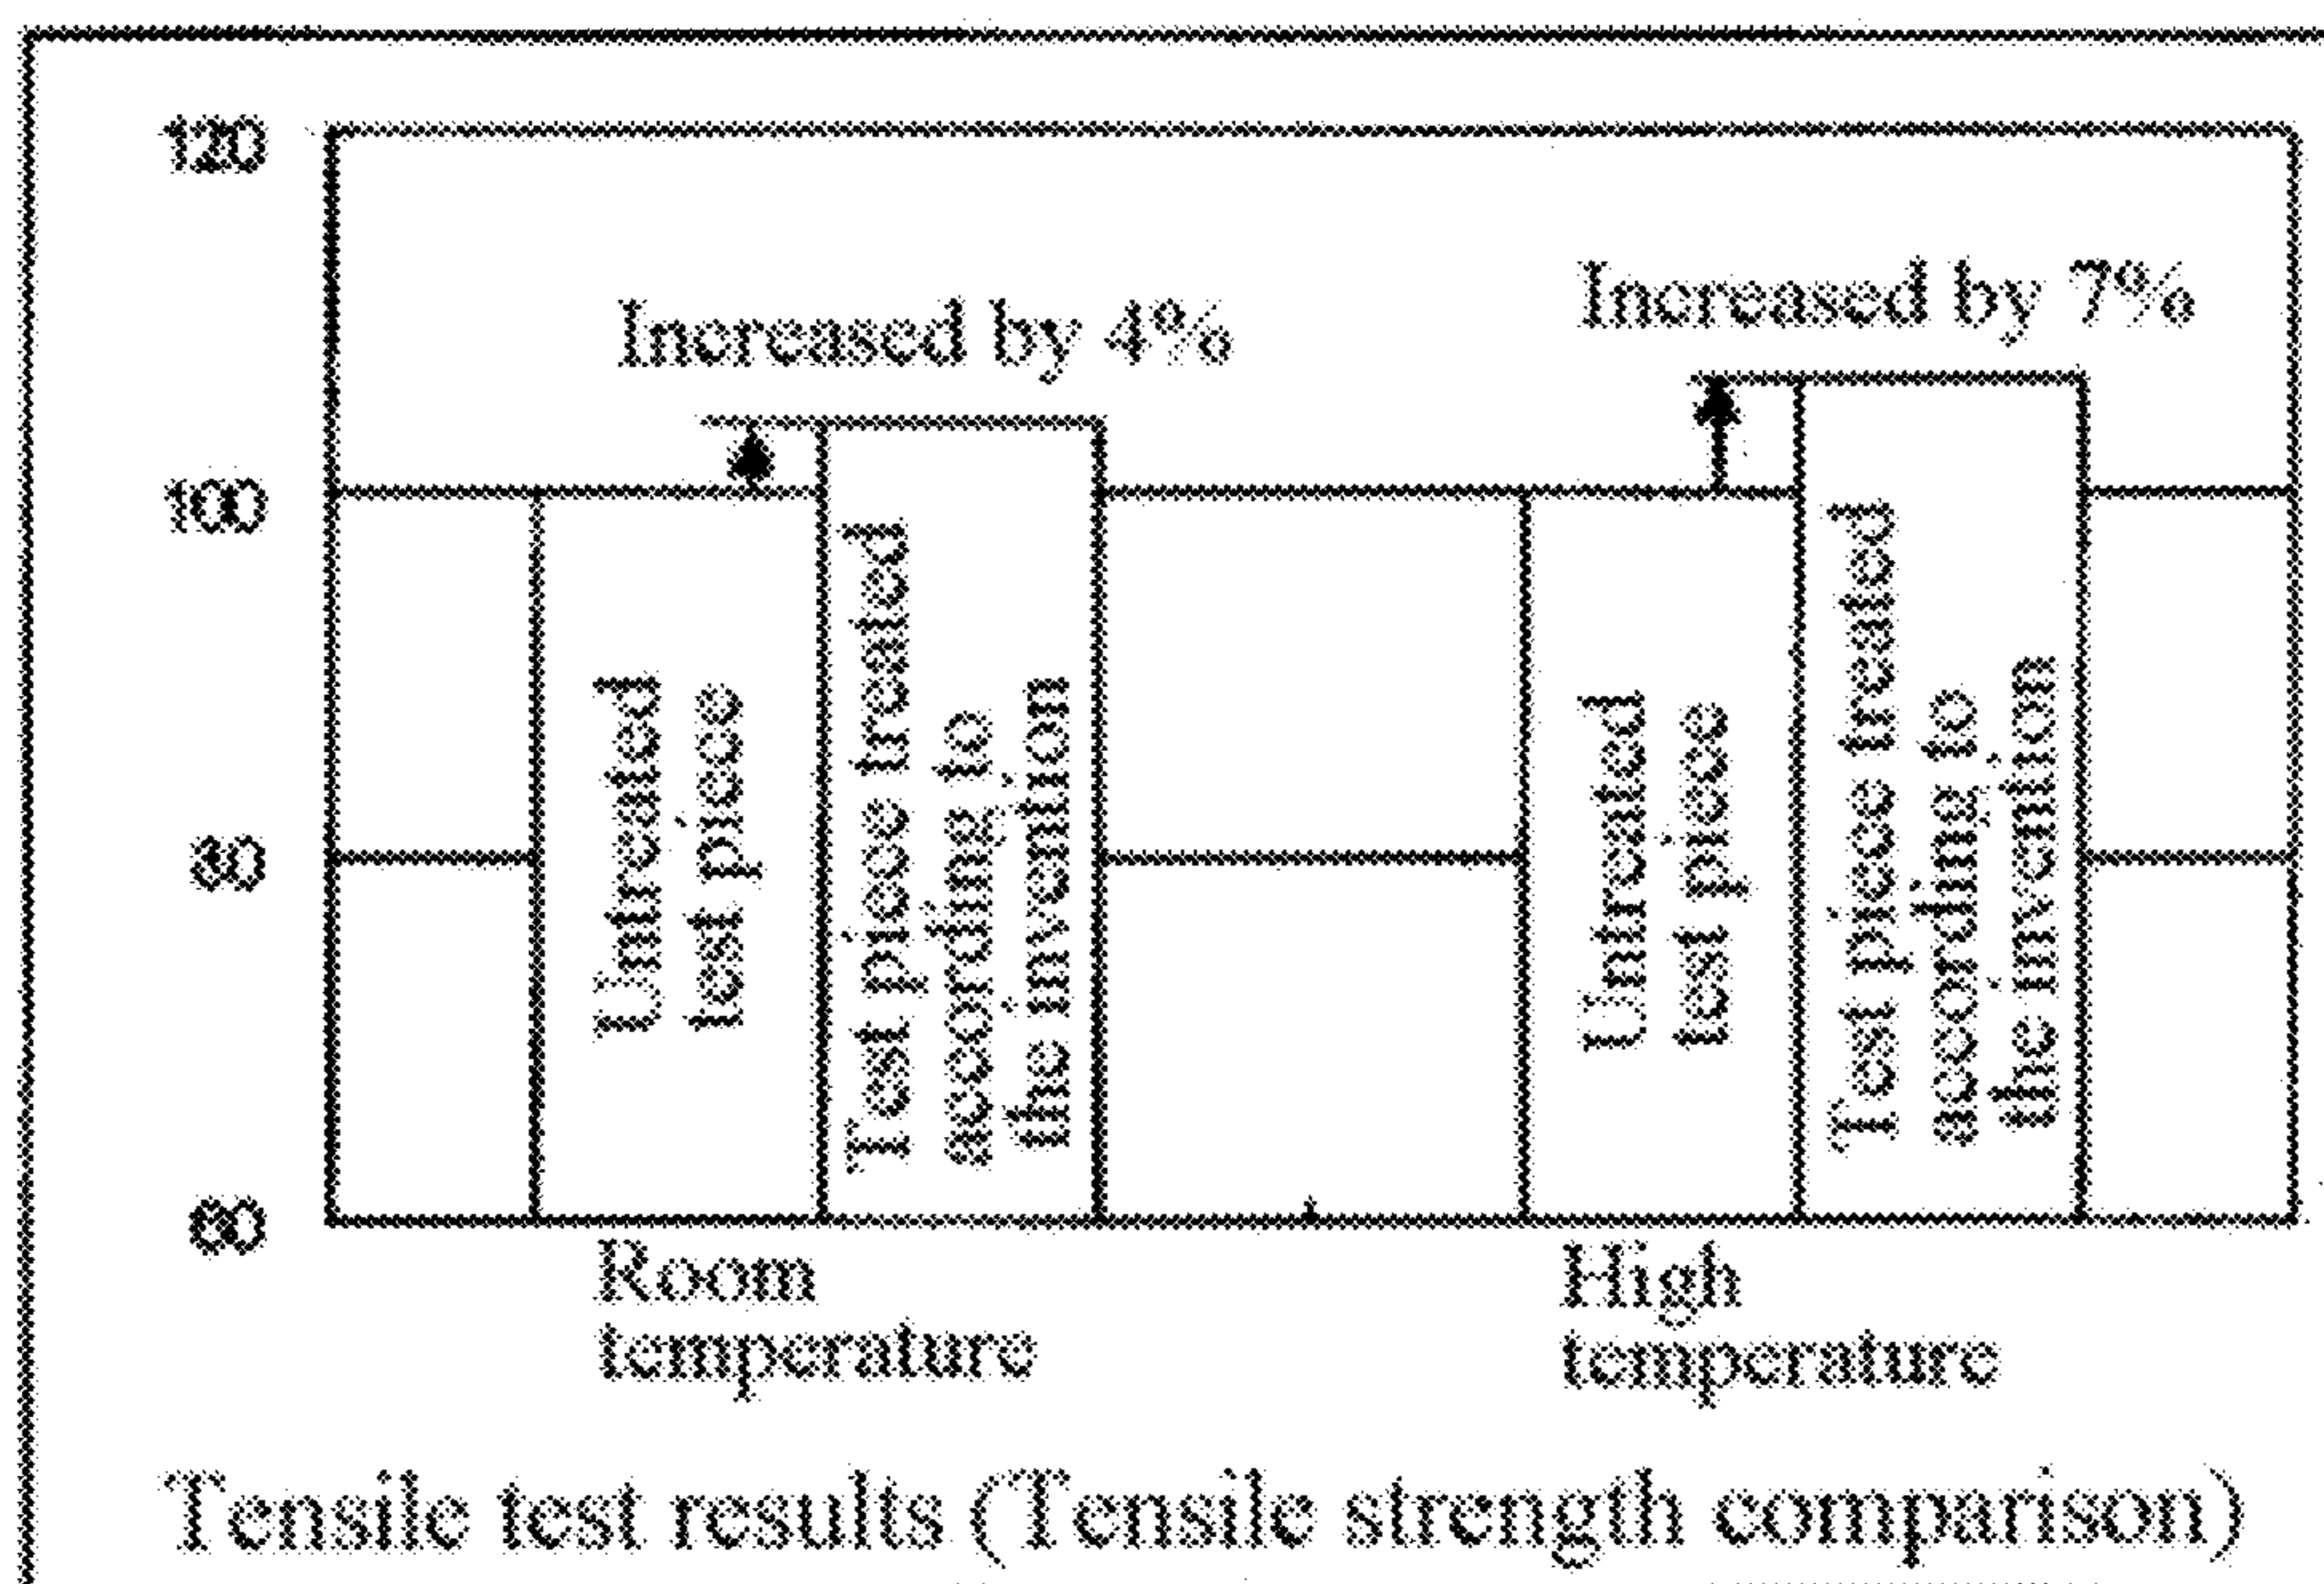 120
Increased by 7%
Increased by 4%
100
80
60
Untreated
test piece
Test piece treated
according to
the invention
Untreated
test piece
Test piece treated
according to
the invention
Room
temperature
High
temperature
Tensile test results (Tensile strength comparison)